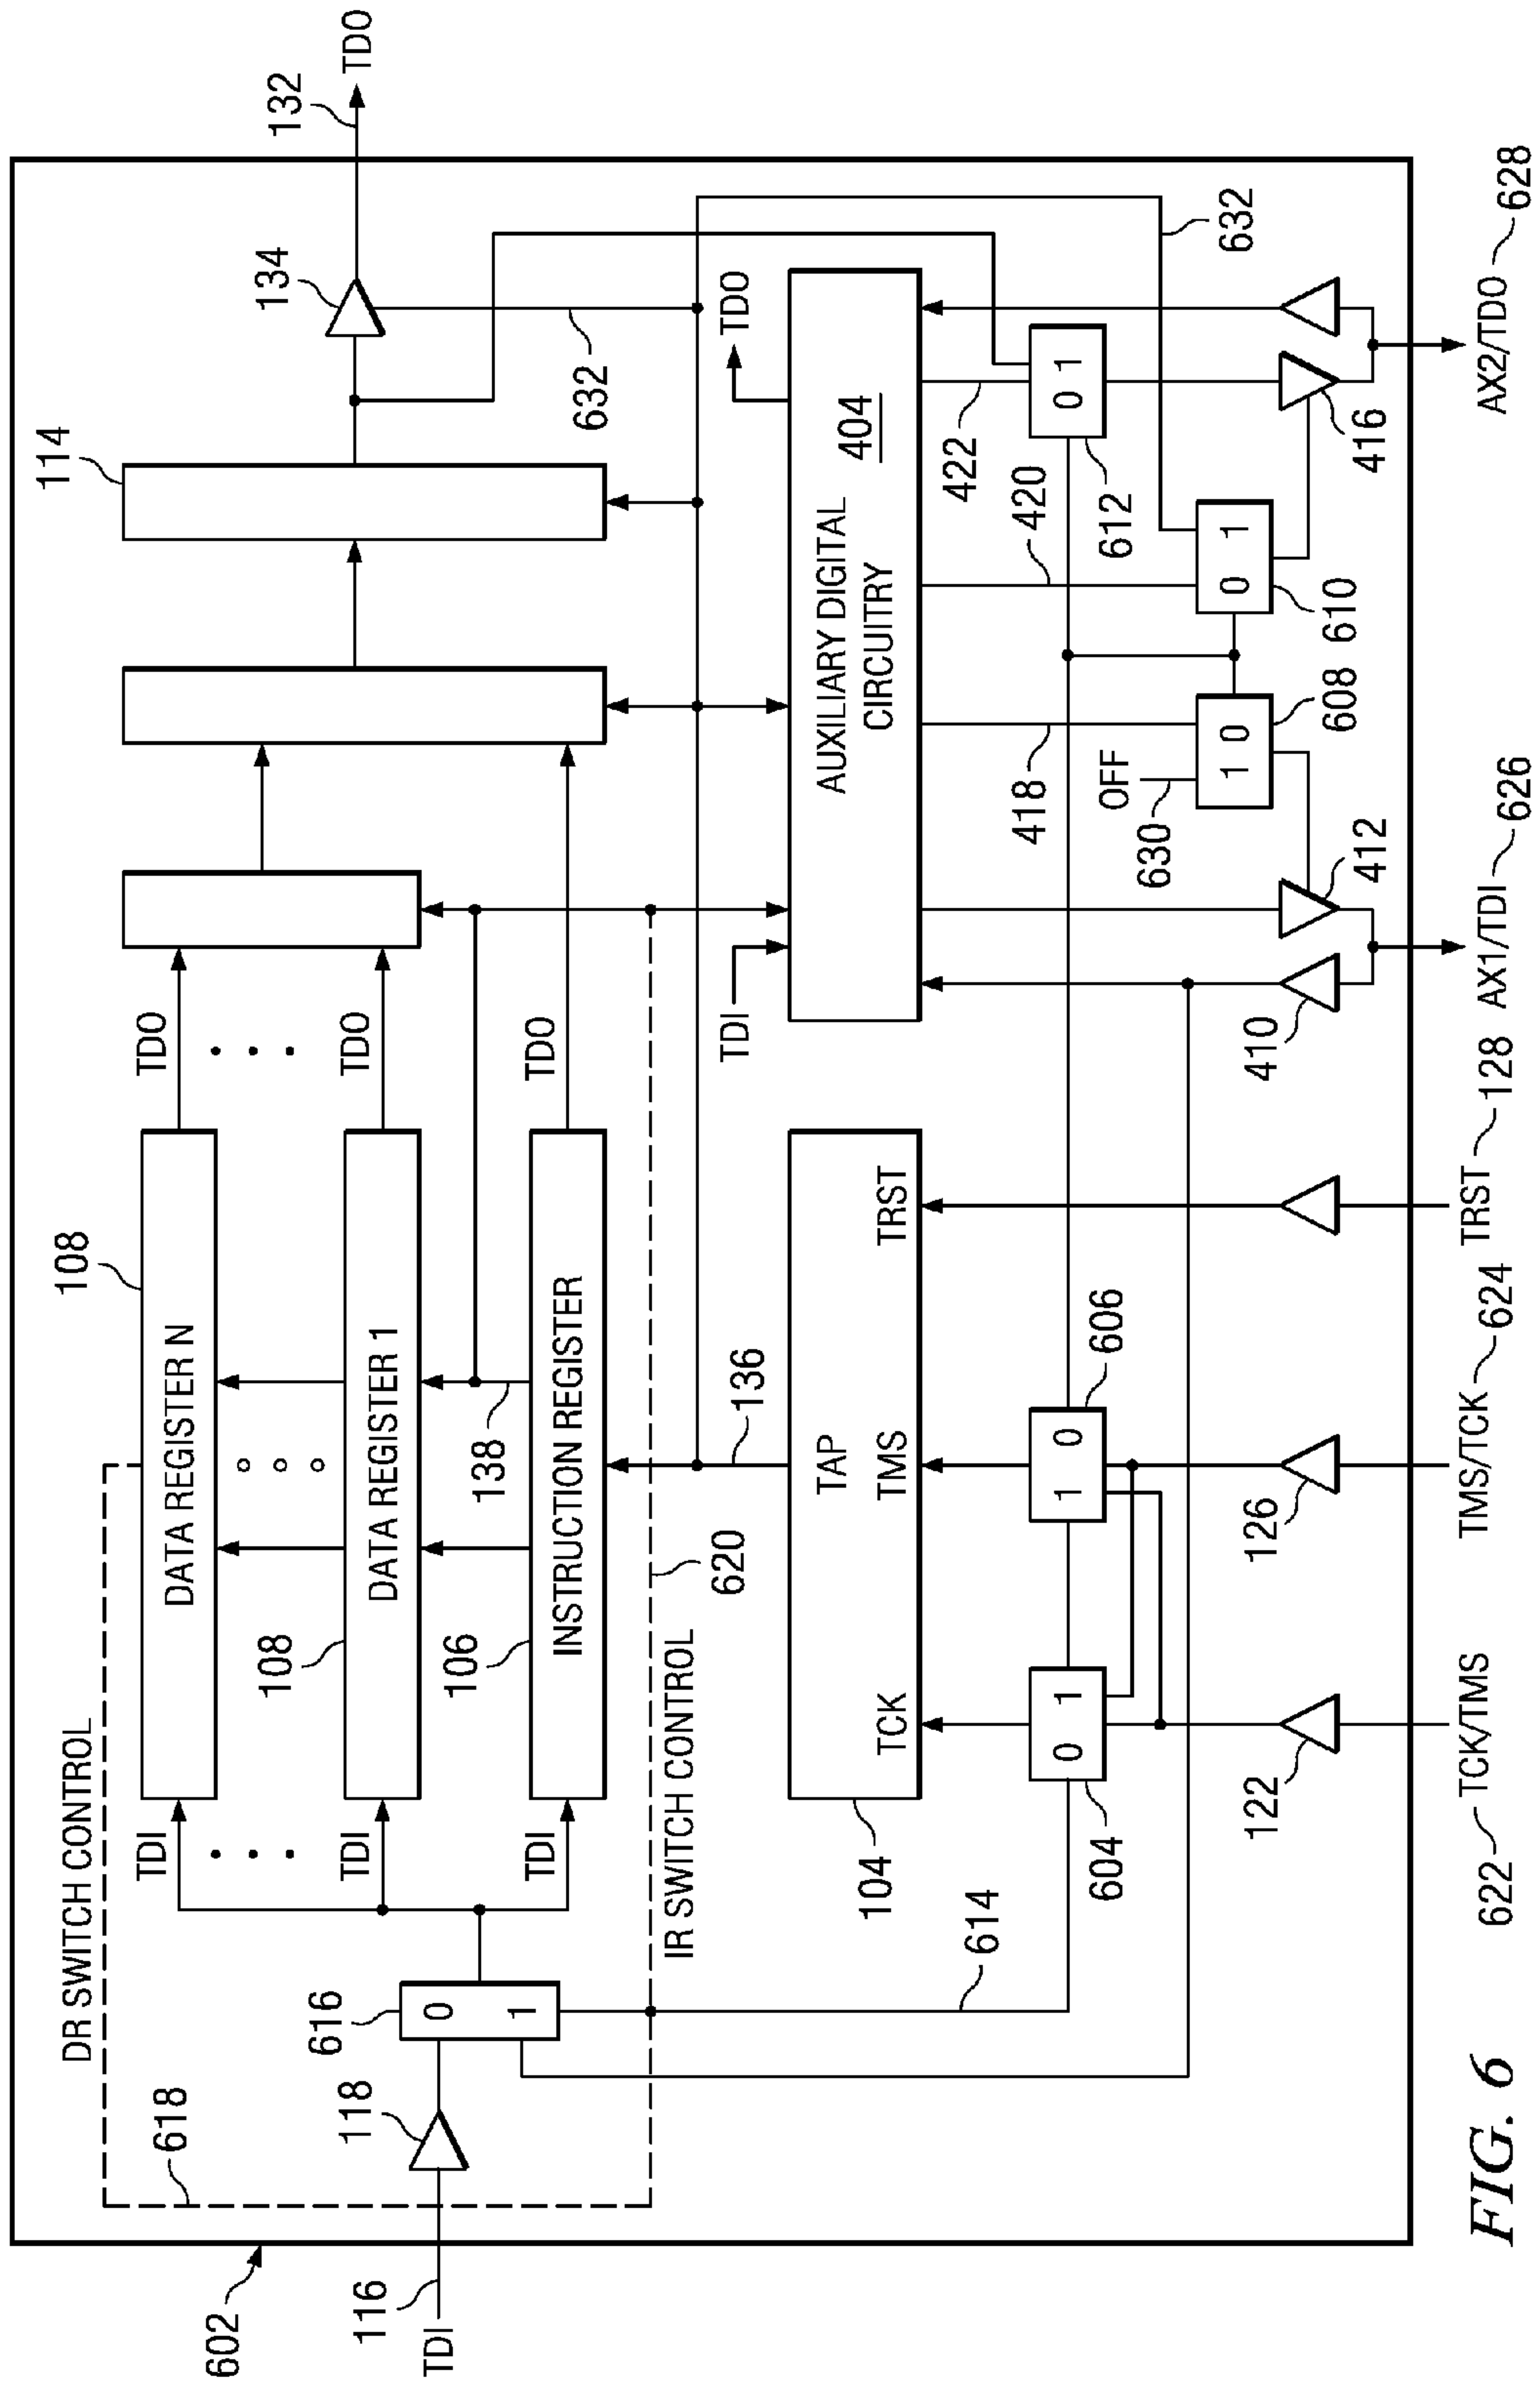 602
116
TDI
618
DR SWITCH CONTROL
118
616
0
1
TDI
TDI
TDI
108
DATA REGISTER N
108
DATA REGISTER 1
106
INSTRUCTION REGISTER
138
TDO
TDO
TDO
114
134
132
TDO
632
IR SWITCH CONTROL
620
136
614
104
TCK
TAP
TMS
TRST
TDI
AUXILIARY DIGITAL
CIRCUITRY
404
TDO
604
0 1
1 0
606
418
OFF
630
1 0
608
420
0 1
610
422
0 1
612
632
122
126
410
412
416
622 TCK/TMS
TMS/TCK 624
TRST 128
AX1/TDI 626
AX2/TDO 628
FIG. 6